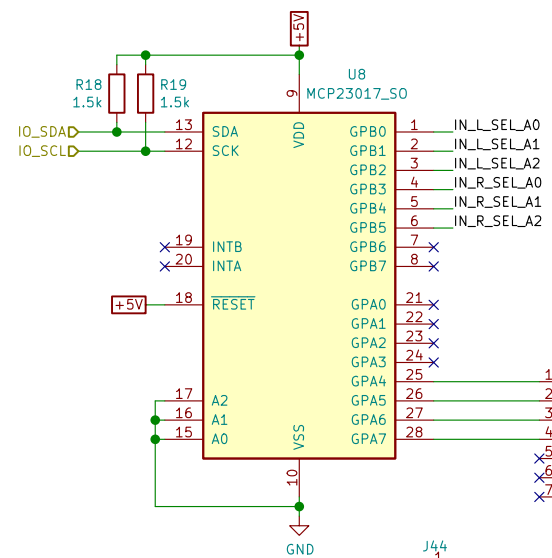 +5V
U8
MCP23017_SO
R18
1.5k
R19
1.5k
9
VDD
IO_SDA
13
SDA
GPB0
1
IN_L_SEL_A0
IO_SCL
12
SCK
GPB1
2
IN_L_SEL_A1
GPB2
3
IN_L_SEL_A2
GPB3
4
IN_R_SEL_A0
GPB4
5
IN_R_SEL_A1
GPB5
6
IN_R_SEL_A2
19
INTB
GPB6
7
20
INTA
GPB7
8
+5V
18
RESET
GPA0
21
GPA1
22
GPA2
23
GPA3
24
GPA4
25
1
17
A2
GPA5
26
2
16
A1
GPA6
27
3
15
A0
GPA7
28
4
VSS
10
5
6
7
GND
J44
1